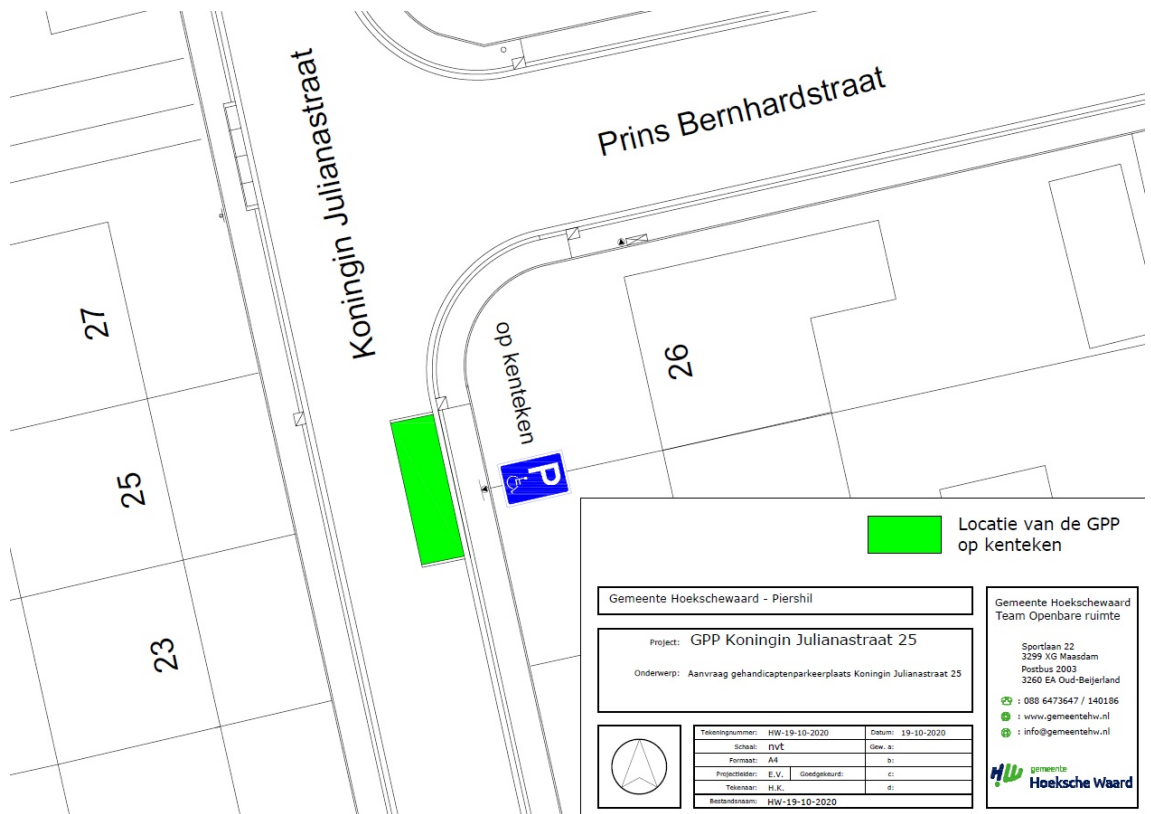 Koningin Julianastraat
Prins Bernhardstraat
27
25
23
26
op kenteken
P
Locatie van de GPP
op kenteken
Gemeente Hoekschewaard - Piershil
Project: GPP Koningin Julianastraat 25
Onderwerp: Aanvraag gehandicaptenparkeerplaats Koningin Julianastraat 25
Tekeningnummer: HW-19-10-2020 Datum: 19-10-2020
Schaal: nvt Gew. a:
Formaat: A4 b:
Projectleider: E.V. Goedgekeurd: c:
Tekenaar: H.K. d:
Bestandsnaam: HW-19-10-2020
Gemeente Hoekschewaard
Team Openbare ruimte
Sportlaan 22
3299 XG Maasdam
Postbus 2003
3260 EA Oud-Beijerland
: 088 6473647 / 140186
: www.gemeentehw.nl
: info@gemeentehw.nl
gemeente
Hoeksche Waard